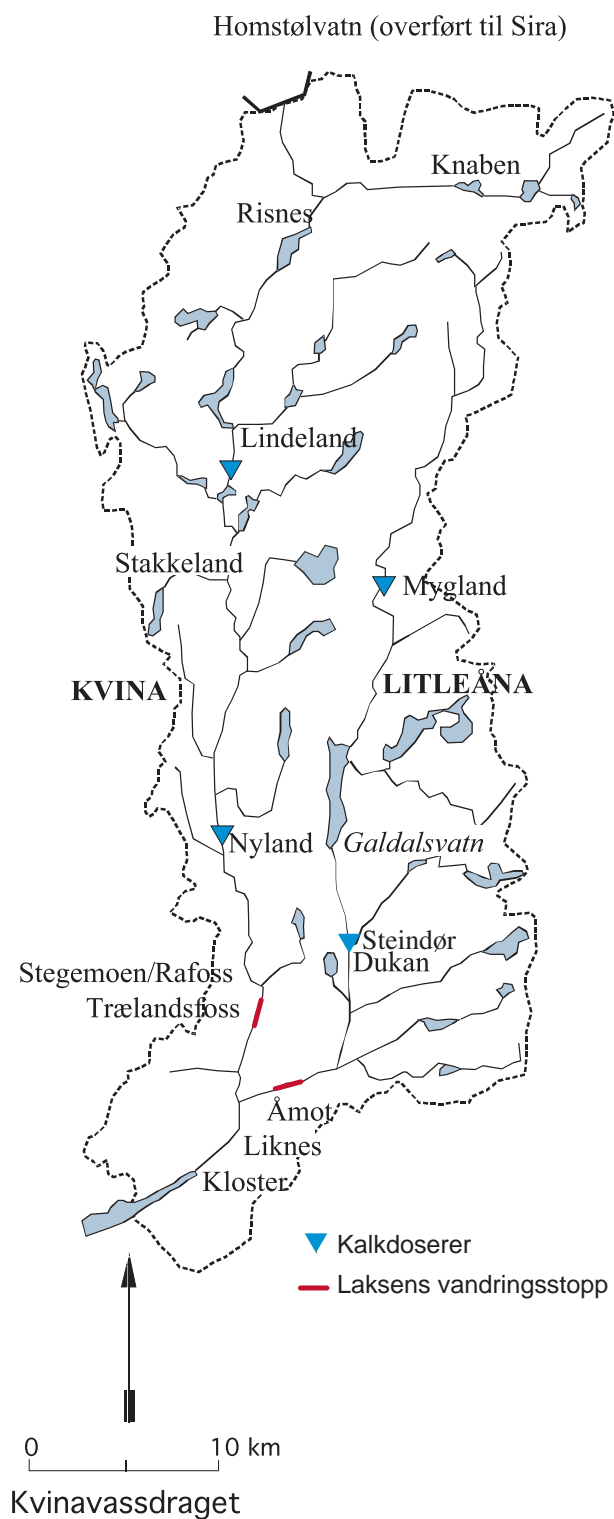 Homstølvatn (overført til Sira)
Knaben
Risnes
Lindeland
Stakkeland
Mygland
KVINA
LITLEÅNA
Nyland
Galdalsvatn
Steindør
Dukan
Stegemoen/Rafoss
Trælandsfoss
Åmot
Liknes
Kloster
Kalkdoserer
Laksens vandringsstopp
0 10 km
Kvinavassdraget